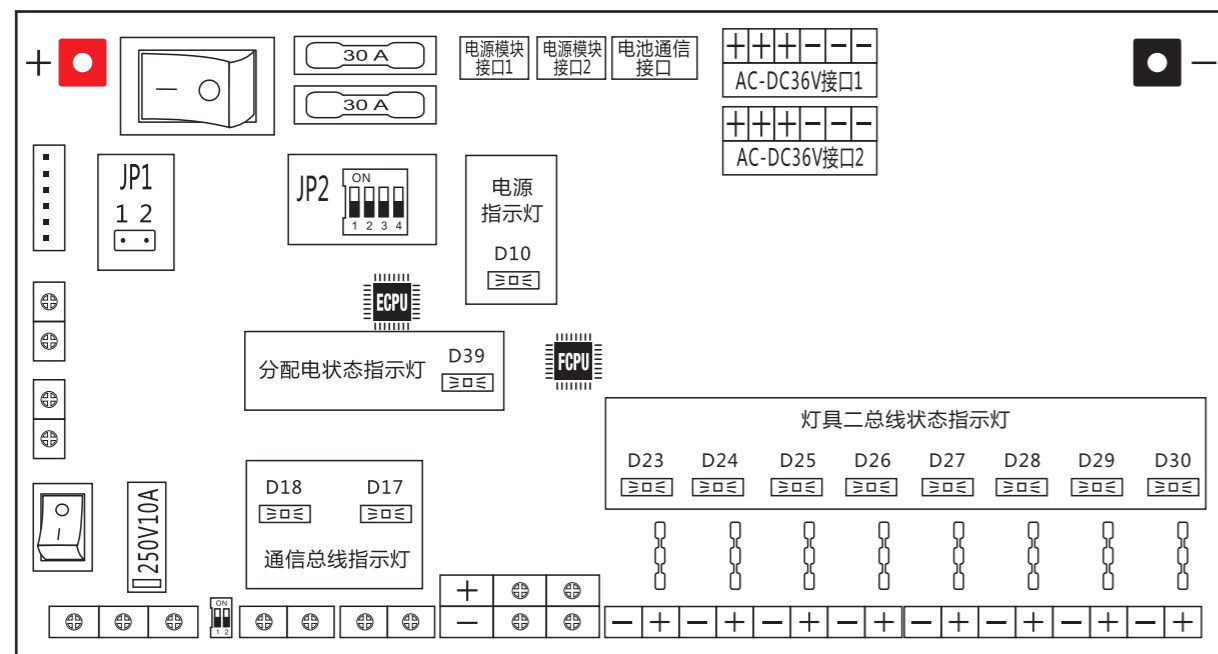 +
30 A
30 A
电源模块
接口1
电源模块
接口2
电池通信
接口
+++---
AC-DC36V接口1
+++---
AC-DC36V接口2
-
JP1
1 2
JP2
ON
1 2 3 4
电源
指示灯
D10
ECPU
FCPU
分配电状态指示灯
D39
灯具二总线状态指示灯
D23 D24 D25 D26 D27 D28 D29 D30
250V10A
D18 D17
通信总线指示灯
ON
1 2
+
-
- + - + - + - + - + - + - + - +